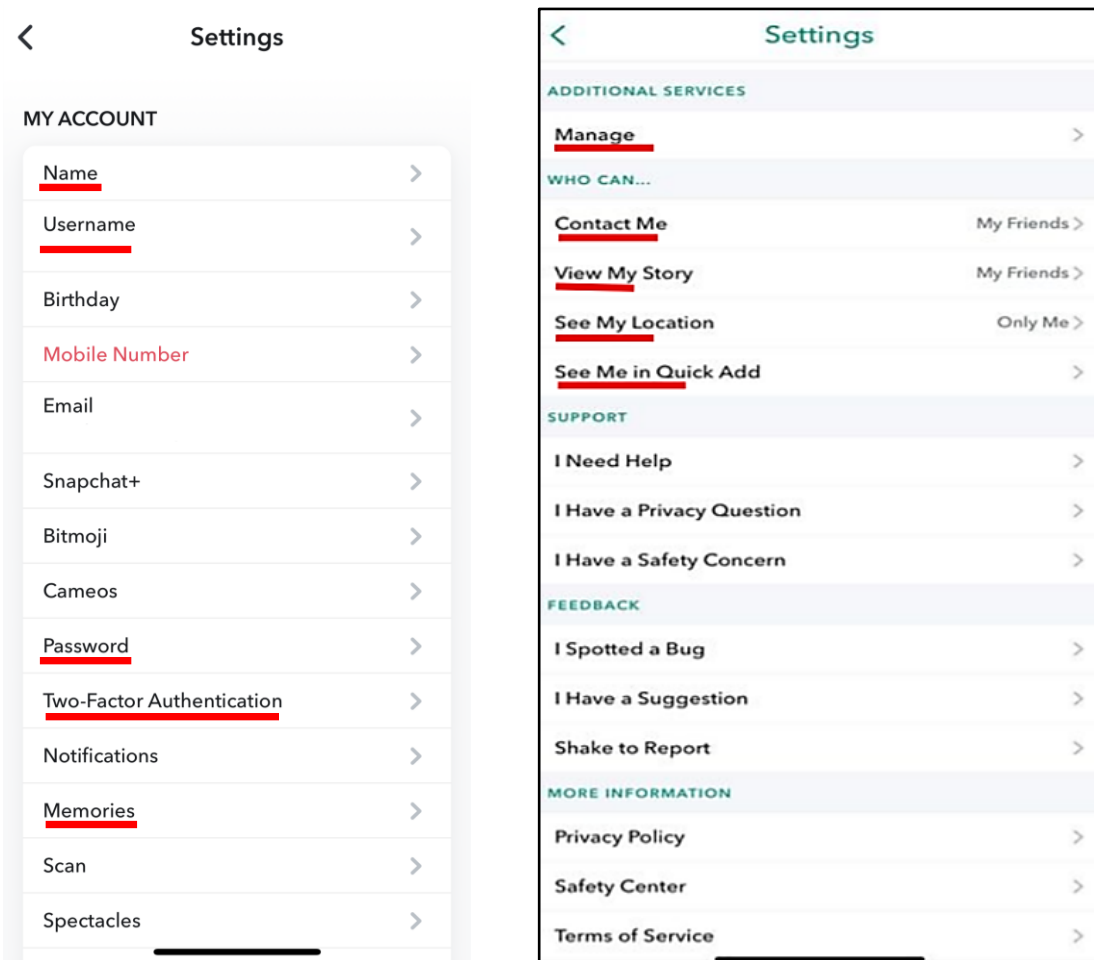 Settings
MY ACCOUNT
Name
Username
Birthday
Mobile Number
Email
Snapchat+
Bitmoji
Cameos
Password
Two-Factor Authentication
Notifications
Memories
Scan
Spectacles
Settings
ADDITIONAL SERVICES
Manage
WHO CAN...
Contact Me My Friends
View My Story My Friends
See My Location Only Me
See Me in Quick Add
SUPPORT
I Need Help
I Have a Privacy Question
I Have a Safety Concern
FEEDBACK
I Spotted a Bug
I Have a Suggestion
Shake to Report
MORE INFORMATION
Privacy Policy
Safety Center
Terms of Service